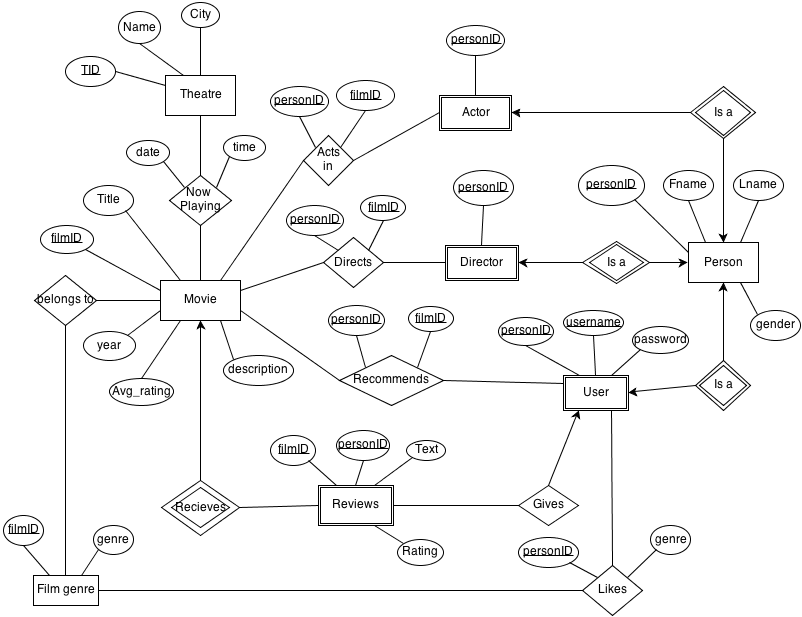 City
Name
personID
TID
Theatre
personID
filmID
Actor
Is a
date
time
Acts
in
Now
Playing
personID
personID
Fname
Lname
Title
filmID
personID
filmID
Directs
Director
Is a
Person
belongs to
Movie
personID
filmID
personID
username
password
gender
year
description
Recommends
User
Is a
Avg_rating
filmID
personID
Text
Recieves
Reviews
Gives
filmID
genre
Rating
personID
genre
Film genre
Likes